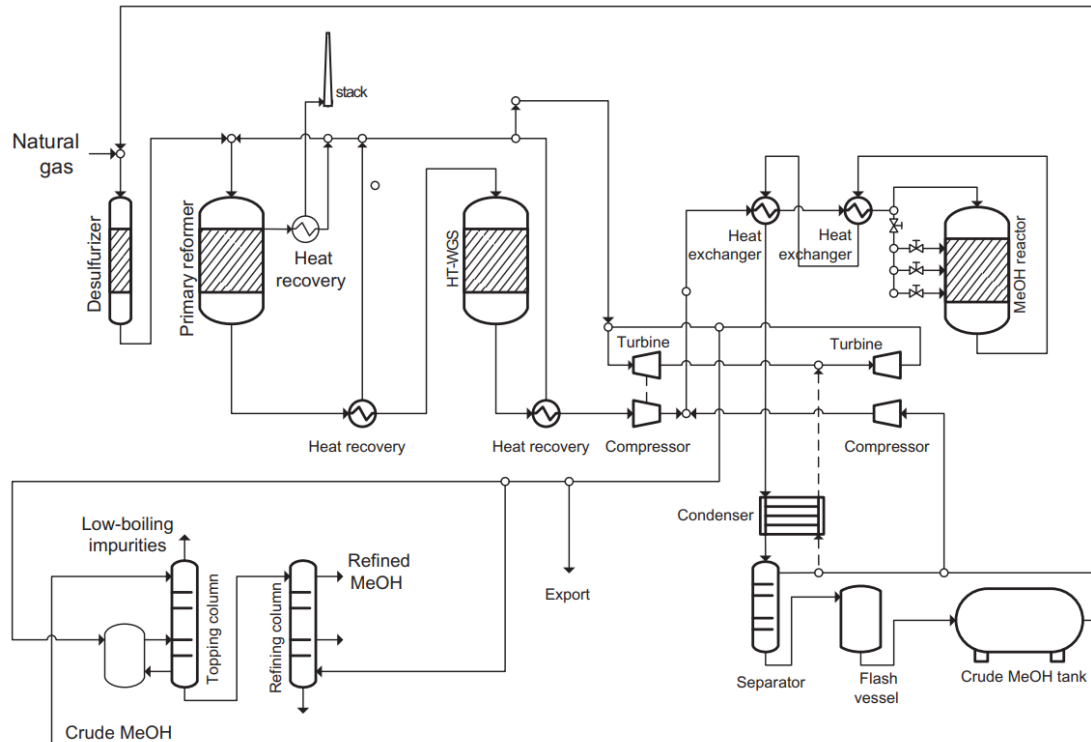 stack
Natural
gas
Desulfurizer
Primary reformer
Heat
recovery
HT-WGS
Heat
exchanger
Heat
exchanger
MeOH reactor
Turbine
Turbine
Heat recovery
Heat recovery
Compressor
Compressor
Condenser
Low-boiling
impurities
Topping column
Refining column
Refined
MeOH
Export
Separator
Flash
vessel
Crude MeOH tank
Crude MeOH